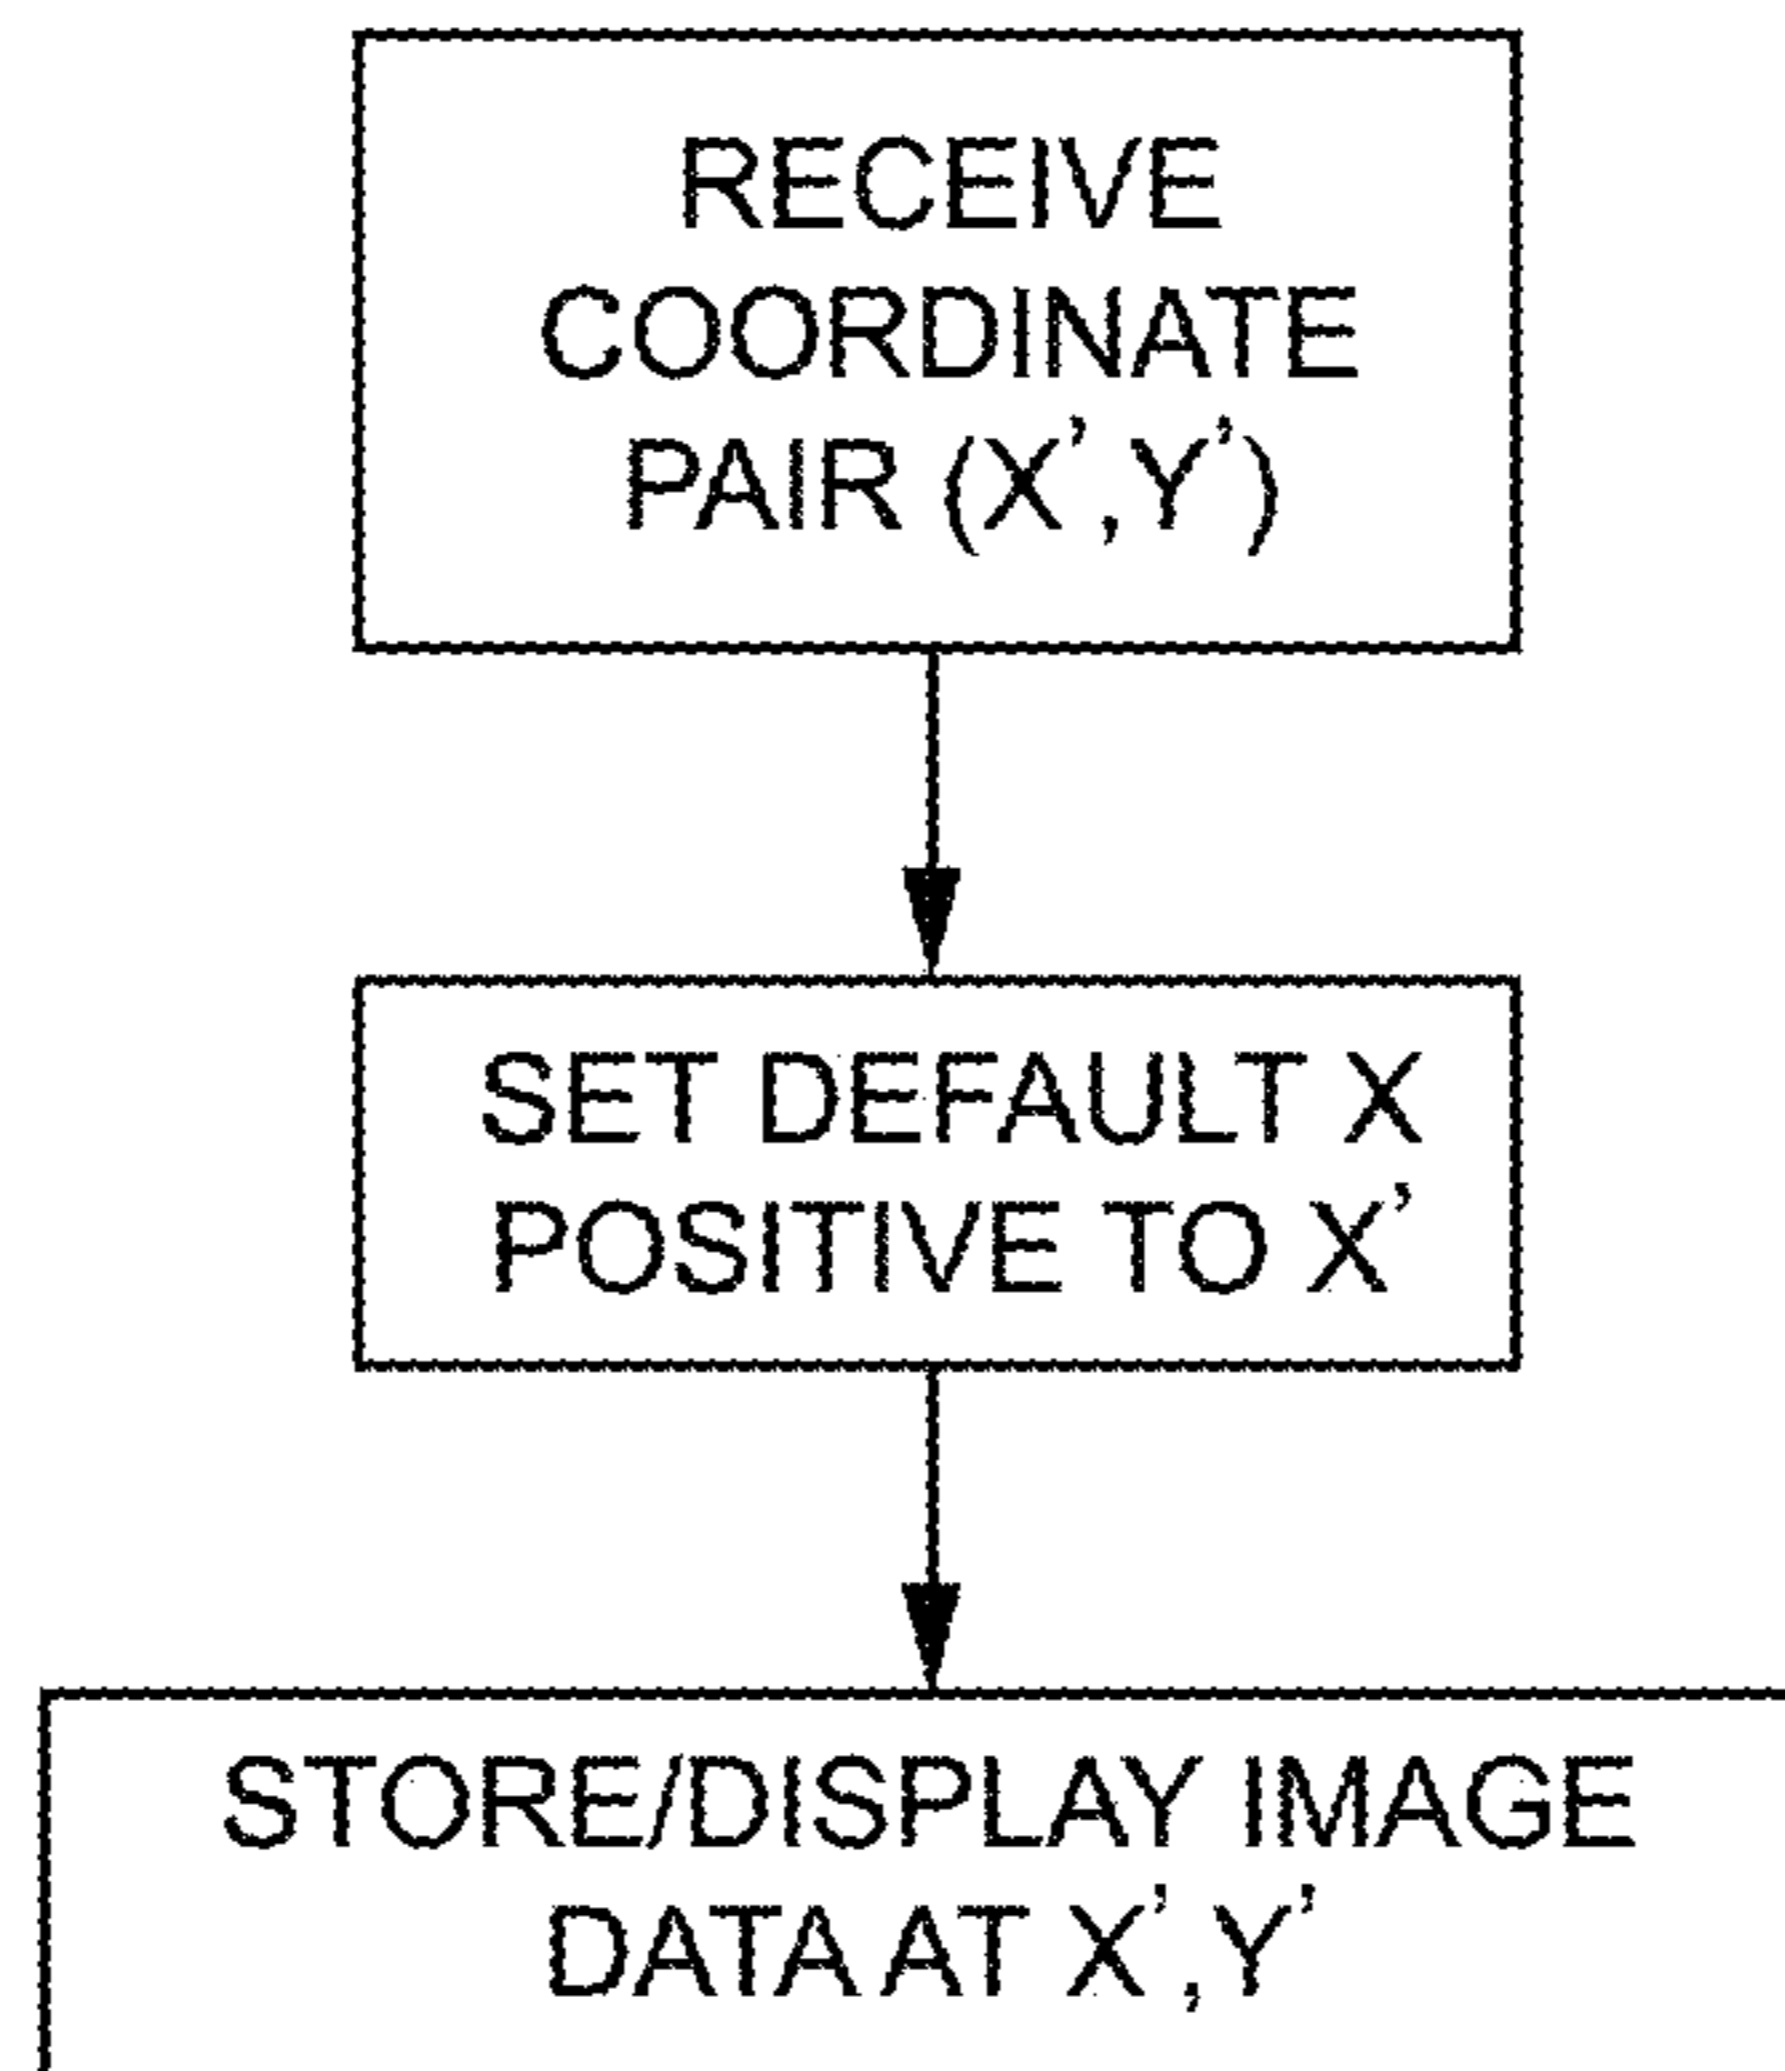 RECEIVE
COORDINATE
PAIR (X’,Y’)
SET DEFAULT X
POSITIVE TO X’
STORE/DISPLAY IMAGE
DATA AT X’,Y’